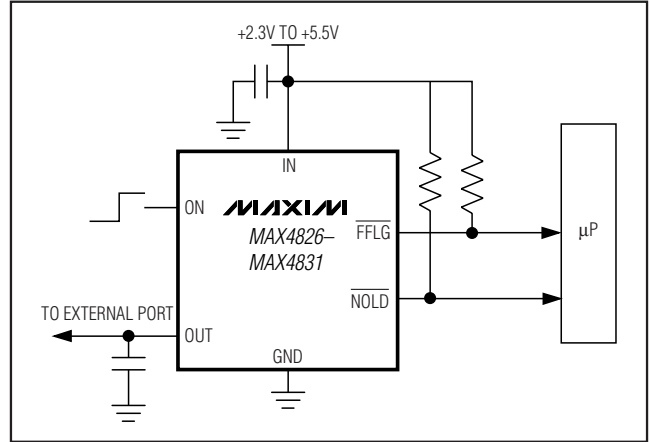 +2.3V TO +5.5V
IN
ON
MAXIM
MAX4826–
MAX4831
FFLG
NOLD
µP
TO EXTERNAL PORT
OUT
GND